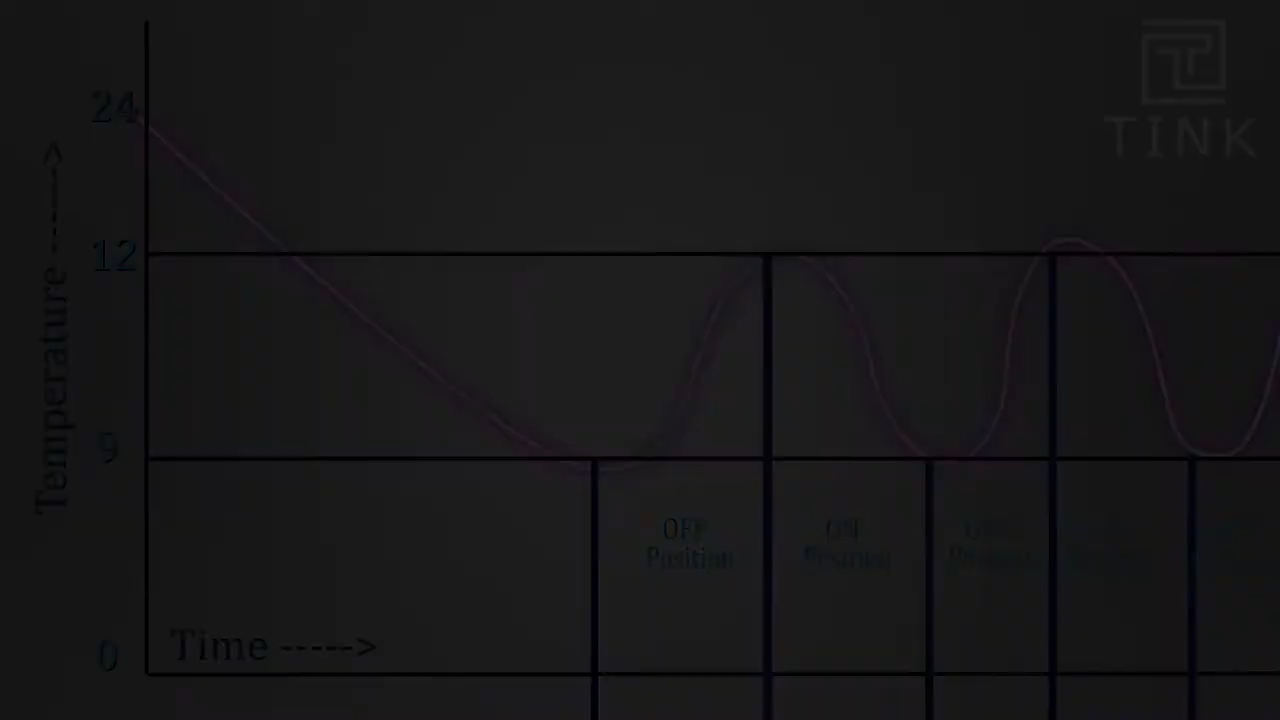 TINK
24
12
9
0
Temperature ----->
Time ----->
OFF
Position
ON
Position